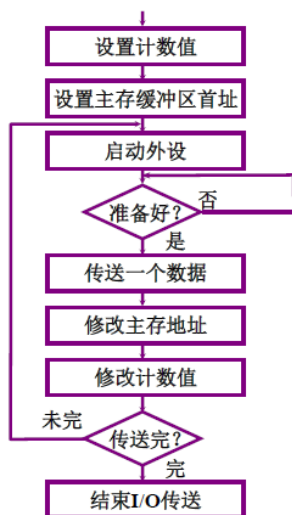 设置计数值
设置主存缓冲区首址
启动外设
准备好？
否
是
传送一个数据
修改主存地址
修改计数值
未完
传送完？
完
结束I/O传送